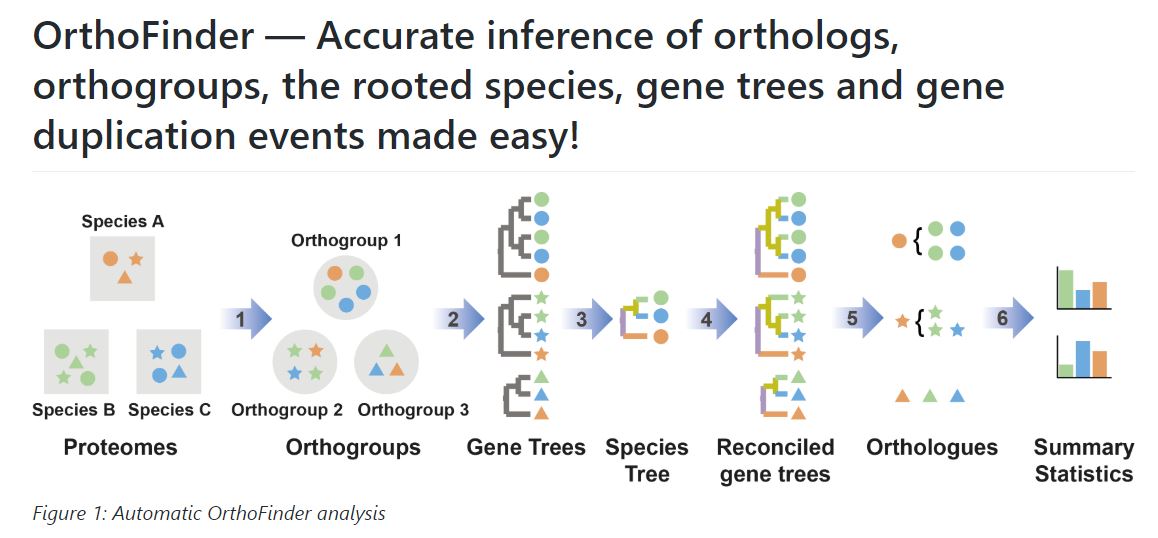 OrthoFinder — Accurate inference of orthologs,
orthogroups, the rooted species, gene trees and gene
duplication events made easy!
Species A
Species B
Species C
Proteomes
1
Orthogroup 1
Orthogroup 2
Orthogroup 3
Orthogroups
2
Gene Trees
3
Species
Tree
4
Reconciled
gene trees
5
{
{
Orthologues
6
Summary
Statistics
Figure 1: Automatic OrthoFinder analysis